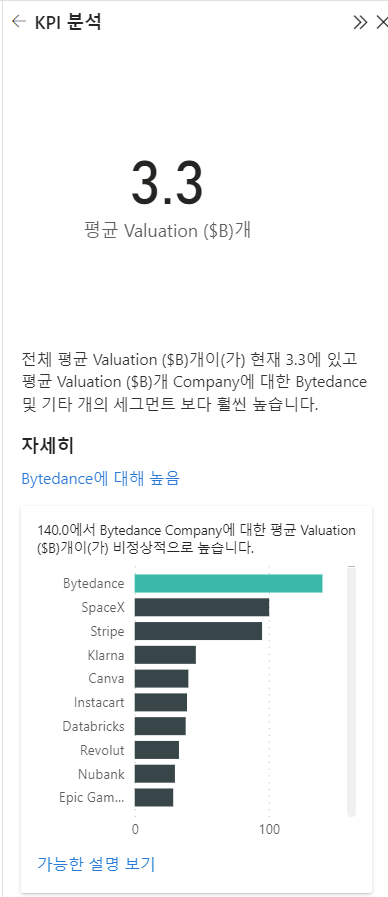 KPI 분석
3.3
평균 Valuation ($B)개
전체 평균 Valuation ($B)개이(가) 현재 3.3에 있고
평균 Valuation ($B)개 Company에 대한 Bytedance
및 기타 개의 세그먼트 보다 훨씬 높습니다.
자세히
Bytedance에 대해 높음
140.0에서 Bytedance Company에 대한 평균 Valuation
($B)개이(가) 비정상적으로 높습니다.
Bytedance
SpaceX
Stripe
Klarna
Canva
Instacart
Databricks
Revolut
Nubank
Epic Gam...
0 100
가능한 설명 보기